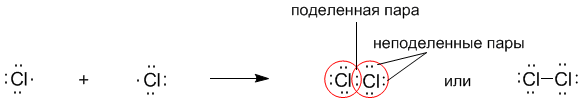 поделенная пара
неподеленные пары
:Cl· + ·Cl: :Cl:Cl: или :Cl–Cl: